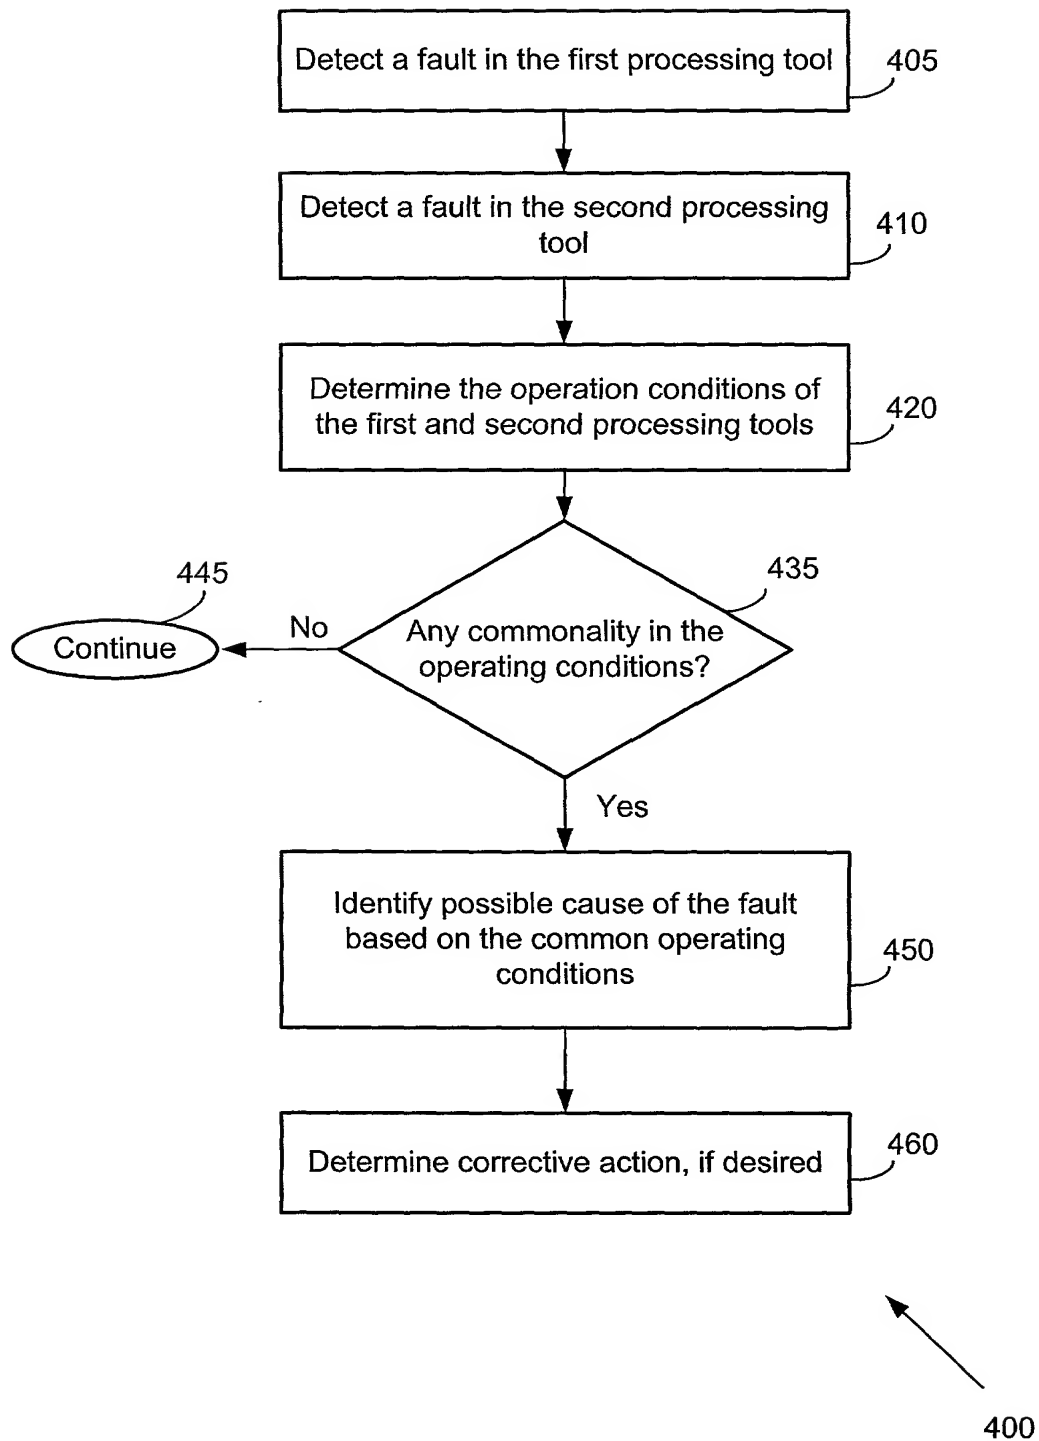 Detect a fault in the first processing tool
405
Detect a fault in the second processing
tool
410
Determine the operation conditions of
the first and second processing tools
420
Any commonality in the
operating conditions?
435
No
445
Continue
Yes
Identify possible cause of the fault
based on the common operating
conditions
450
Determine corrective action, if desired
460
400